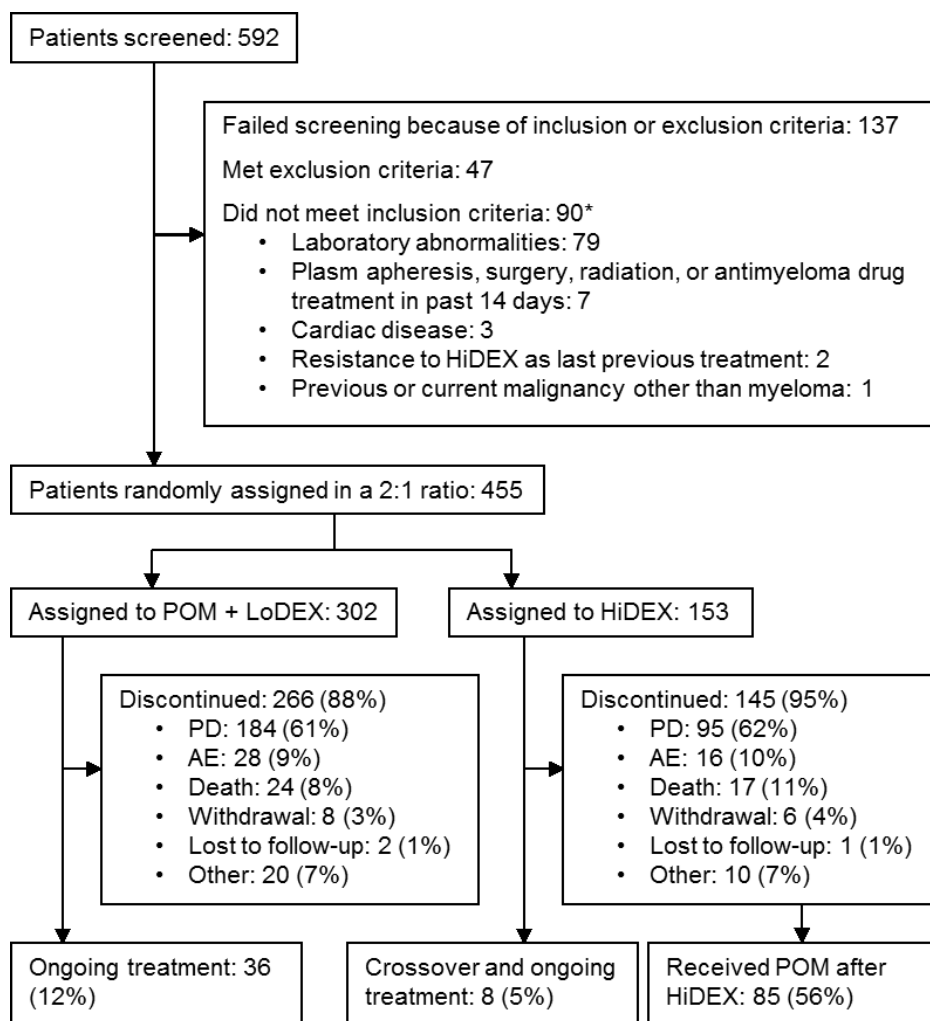 Patients screened: 592
Failed screening because of inclusion or exclusion criteria: 137
Met exclusion criteria: 47
Did not meet inclusion criteria: 90*
• Laboratory abnormalities: 79
• Plasm apheresis, surgery, radiation, or antimyeloma drug
treatment in past 14 days: 7
• Cardiac disease: 3
• Resistance to HiDEX as last previous treatment: 2
• Previous or current malignancy other than myeloma: 1
Patients randomly assigned in a 2:1 ratio: 455
Assigned to POM + LoDEX: 302
Assigned to HiDEX: 153
Discontinued: 266 (88%)
• PD: 184 (61%)
• AE: 28 (9%)
• Death: 24 (8%)
• Withdrawal: 8 (3%)
• Lost to follow-up: 2 (1%)
• Other: 20 (7%)
Discontinued: 145 (95%)
• PD: 95 (62%)
• AE: 16 (10%)
• Death: 17 (11%)
• Withdrawal: 6 (4%)
• Lost to follow-up: 1 (1%)
• Other: 10 (7%)
Ongoing treatment: 36
(12%)
Crossover and ongoing
treatment: 8 (5%)
Received POM after
HiDEX: 85 (56%)